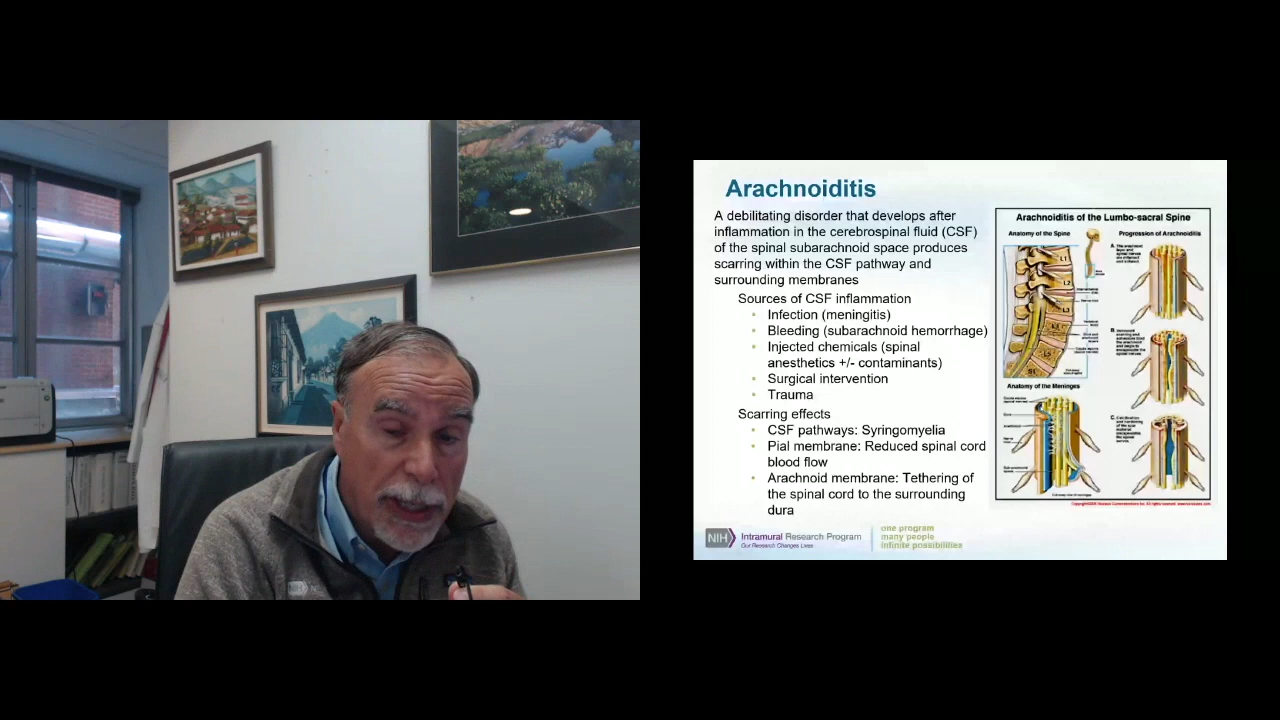 Arachnoiditis
A debilitating disorder that develops after
inflammation in the cerebrospinal fluid (CSF)
of the spinal subarachnoid space produces
scarring within the CSF pathway and
surrounding membranes
Sources of CSF inflammation
• Infection (meningitis)
• Bleeding (subarachnoid hemorrhage)
• Injected chemicals (spinal
anesthetics +/- contaminants)
• Surgical intervention
• Trauma
Scarring effects
• CSF pathways: Syringomyelia
• Pial membrane: Reduced spinal cord
blood flow
• Arachnoid membrane: Tethering of
the spinal cord to the surrounding
dura
Arachnoiditis of the Lumbo-sacral Spine
Anatomy of the Spine
Progression of Arachnoiditis
L1
L2
L5
S1
A.
B.
C.
Anatomy of the Meninges
NIH
Intramural Research Program
Our Research Changes Lives
one program
many people
infinite possibilities
NIH